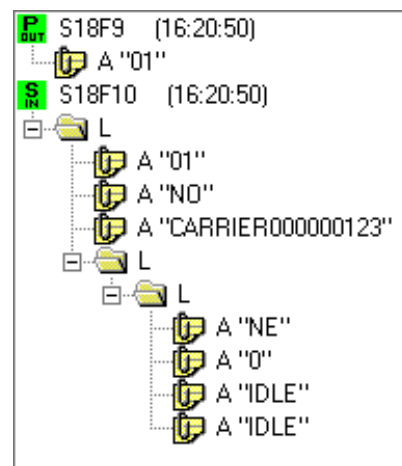 P OUT S18F9 (16:20:50)
A "01"
S IN S18F10 (16:20:50)
L
A "01"
A "NO"
A "CARRIER000000123"
L
L
A "NE"
A "0"
A "IDLE"
A "IDLE"